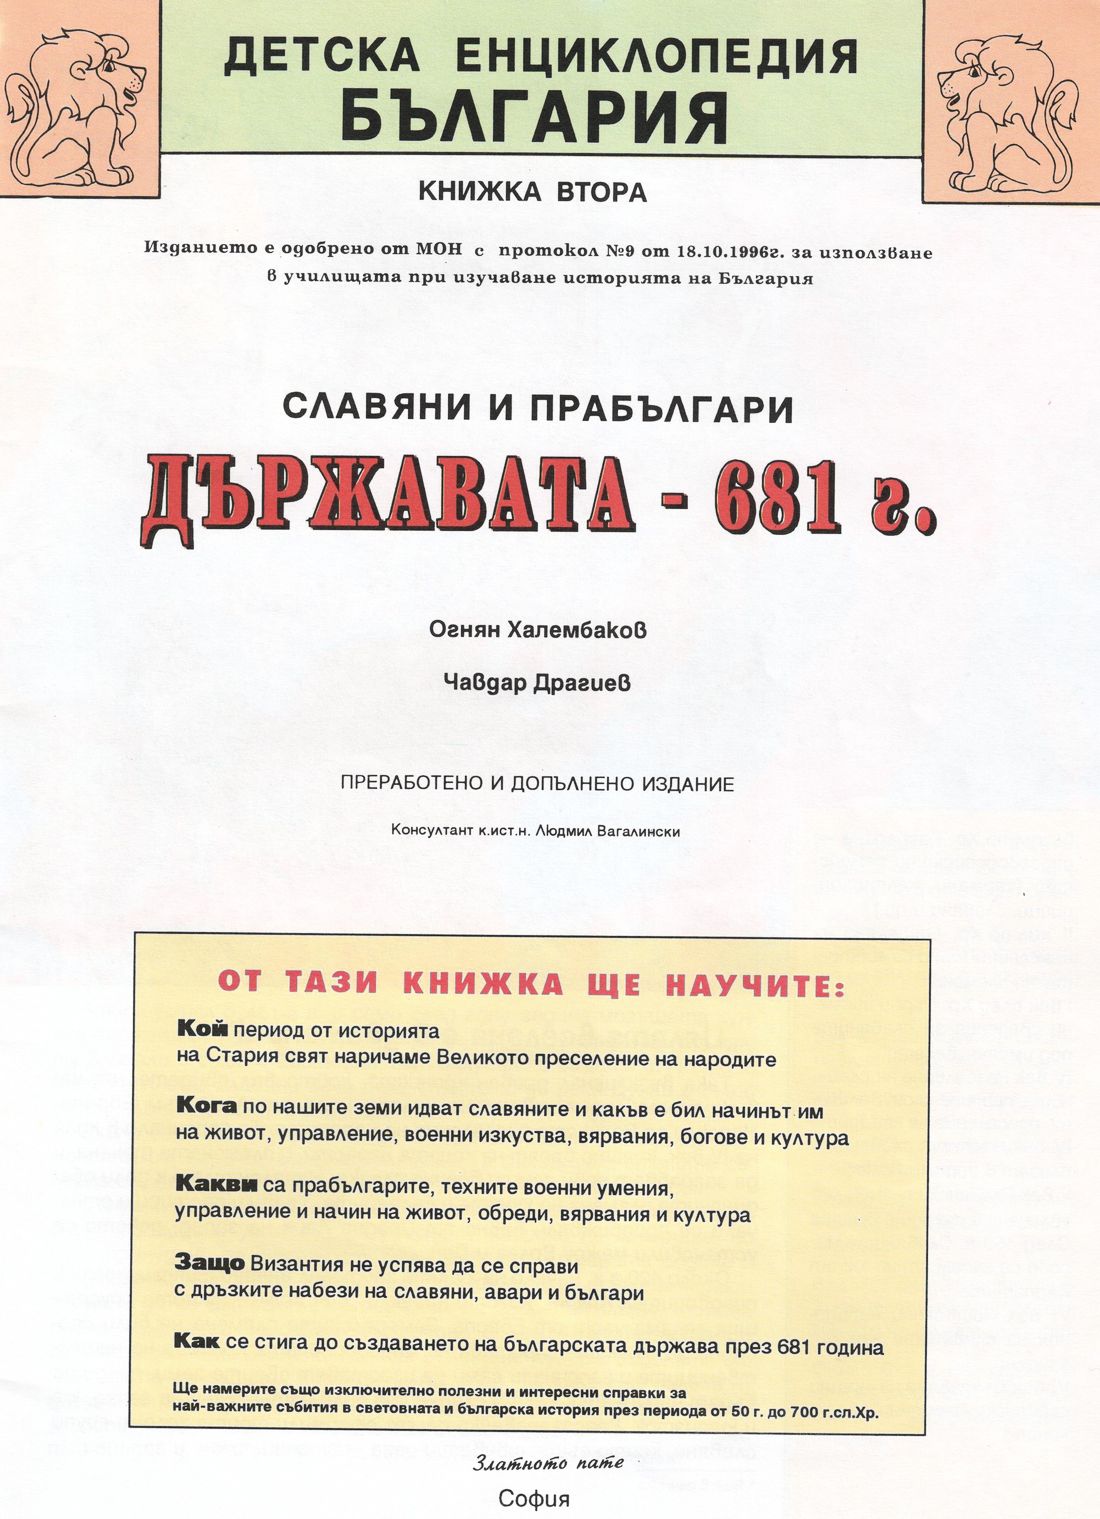 ДЕТСКА ЕНЦИКЛОПЕДИЯ
БЪЛГАРИЯ
КНИЖКА ВТОРА
Изданието е одобрено от МОН с протокол №9 от 18.10.1996г. за използване
в училищата при изучаване историята на България
СЛАВЯНИ И ПРАБЪЛГАРИ
ДЪРЖАВАТА - 681 г.
Огнян Халембаков
Чавдар Драгиев
ПРЕРАБОТЕНО И ДОПЪЛНЕНО ИЗДАНИЕ
Консултант к.ист.н. Людмил Вагалински
ОТ ТАЗИ КНИЖКА ЩЕ НАУЧИТЕ:
Кой период от историята
на Стария свят наричаме Великото преселение на народите
Кога по нашите земи идват славяните и какъв е бил начинът им
на живот, управление, военни изкуства, вярвания, богове и култура
Какви са прабългарите, техните военни умения,
управление и начин на живот, обреди, вярвания и култура
Защо Византия не успява да се справи
с дръзките набези на славяни, авари и българи
Как се стига до създаването на българската държава през 681 година
Ще намерите също изключително полезни и интересни справки за
най-важните събития в световната и българска история през периода от 50 г. до 700 г.сл.Хр.
Златното пате
София